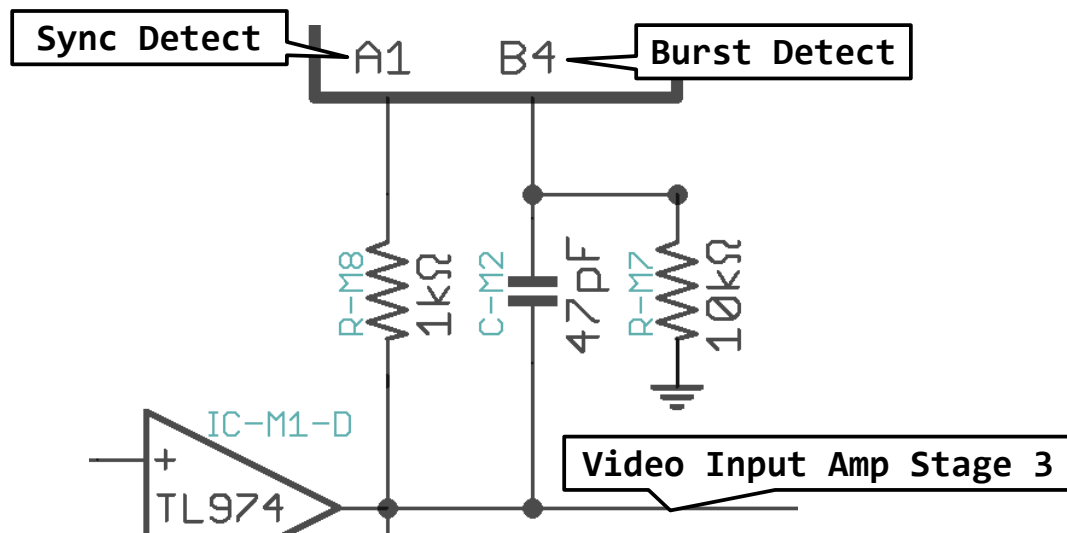 Sync Detect
A1
B4
Burst Detect
R-M8
1kΩ
C-M2
47pF
R-M7
10kΩ
IC-M1-D
+
TL974
Video Input Amp Stage 3